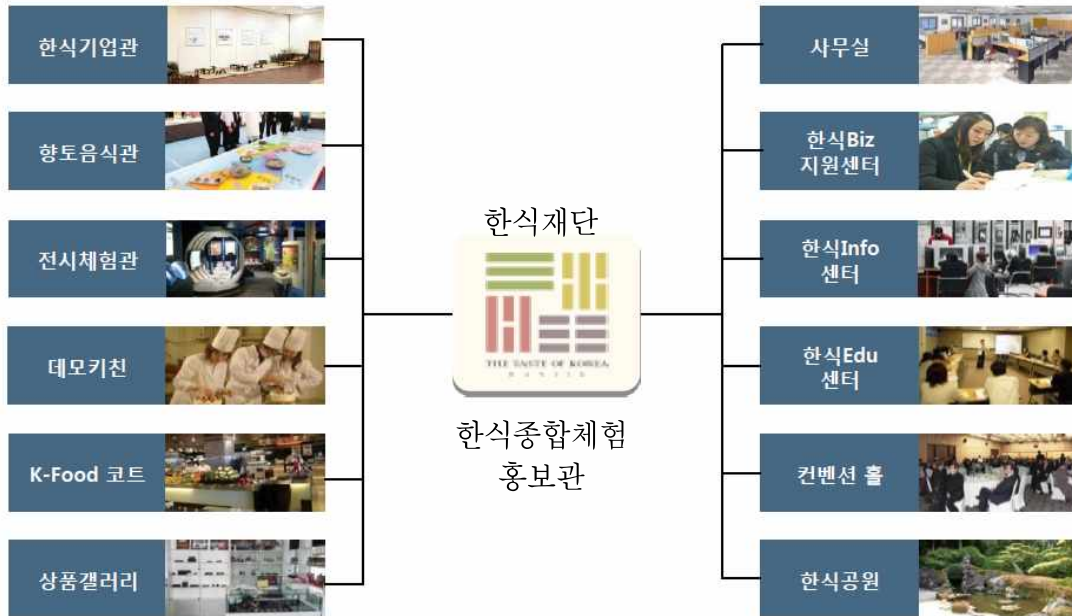 한식기업관
향토음식관
전시체험관
데모키친
K-Food 코트
상품갤러리
한식재단
THE TASTE OF KOREA
HANSIK
한식종합체험
홍보관
사무실
한식Biz
지원센터
한식Info
센터
한식Edu
센터
컨벤션 홀
한식공원